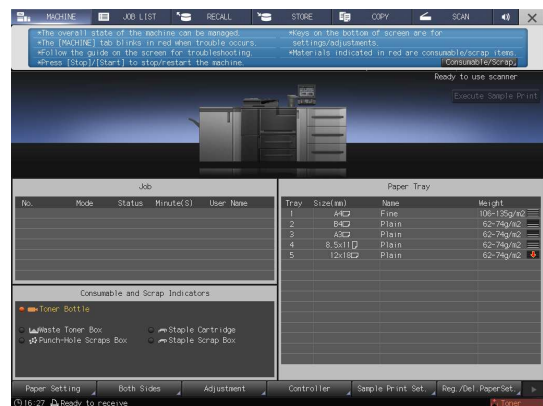 MACHINE
JOB LIST
RECALL
STORE
COPY
SCAN
*The overall state of the machine can be managed.
*The [MACHINE] tab blinks in red when trouble occurs.
*Follow the guide on the screen for troubleshooting.
*Press [Stop]/[Start] to stop/restart the machine.
*Keys on the bottom of screen are for
settings/adjustments.
*Materials indicated in red are consumable/scrap items.
Consumable/Scrap
Ready to use scanner
Execute Sample Print
Job
No. Mode Status Minute(S) User Name
Paper Tray
Tray Size(mm) Name Weight
1 A4 Fine 106-135g/m2
2 B4 Plain 62-74g/m2
3 A3 Plain 62-74g/m2
4 8.5x11 Plain 62-74g/m2
5 12x18 Plain 62-74g/m2
Consumable and Scrap Indicators
Toner Bottle
Waste Toner Box
Staple Cartridge
Punch-Hole Scraps Box
Staple Scrap Box
Paper Setting
Both Sides
Adjustment
Controller
Sample Print Set.
Reg./Del.PaperSet.
16:27 Ready to receive
Toner